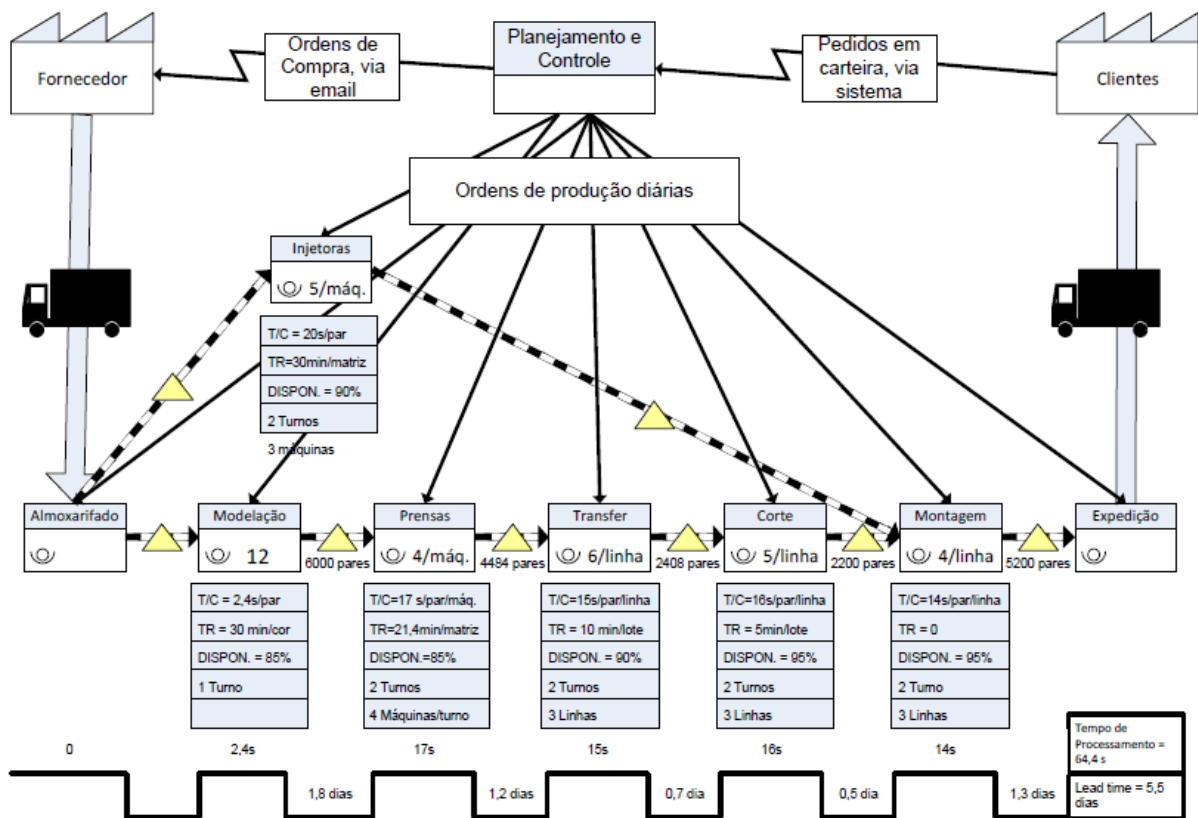 Fornecedor
Ordens de
Compra, via
email
Planejamento e
Controle
Pedidos em
carteira, via
sistema
Clientes
Ordens de produção diárias
Injetoras
5/máq.
T/C = 20s/par
TR=30min/matriz
DISPON. = 90%
2 Turnos
3 máquinas
Almoxarifado
Modelação
12
6000 pares
Prensas
4/máq.
4484 pares
Transfer
6/linha
2408 pares
Corte
5/linha
2200 pares
Montagem
4/linha
5200 pares
Expedição
T/C = 2,4s/par
TR = 30 min/cor
DISPON. = 85%
1 Turno
T/C=17 s/par/máq.
TR=21,4min/matriz
DISPON.=85%
2 Turnos
4 Máquinas/turno
T/C=15s/par/linha
TR = 10 min/lote
DISPON. = 90%
2 Turnos
3 Linhas
T/C=16s/par/linha
TR = 5min/lote
DISPON. = 95%
2 Turnos
3 Linhas
T/C=14s/par/linha
TR = 0
DISPON. = 95%
2 Turno
3 Linhas
0
2,4s
17s
15s
16s
14s
Tempo de
Processamento =
64,4 s
1,8 dias
1,2 dias
0,7 dia
0,5 dia
1,3 dias
Lead time = 5,5
dias